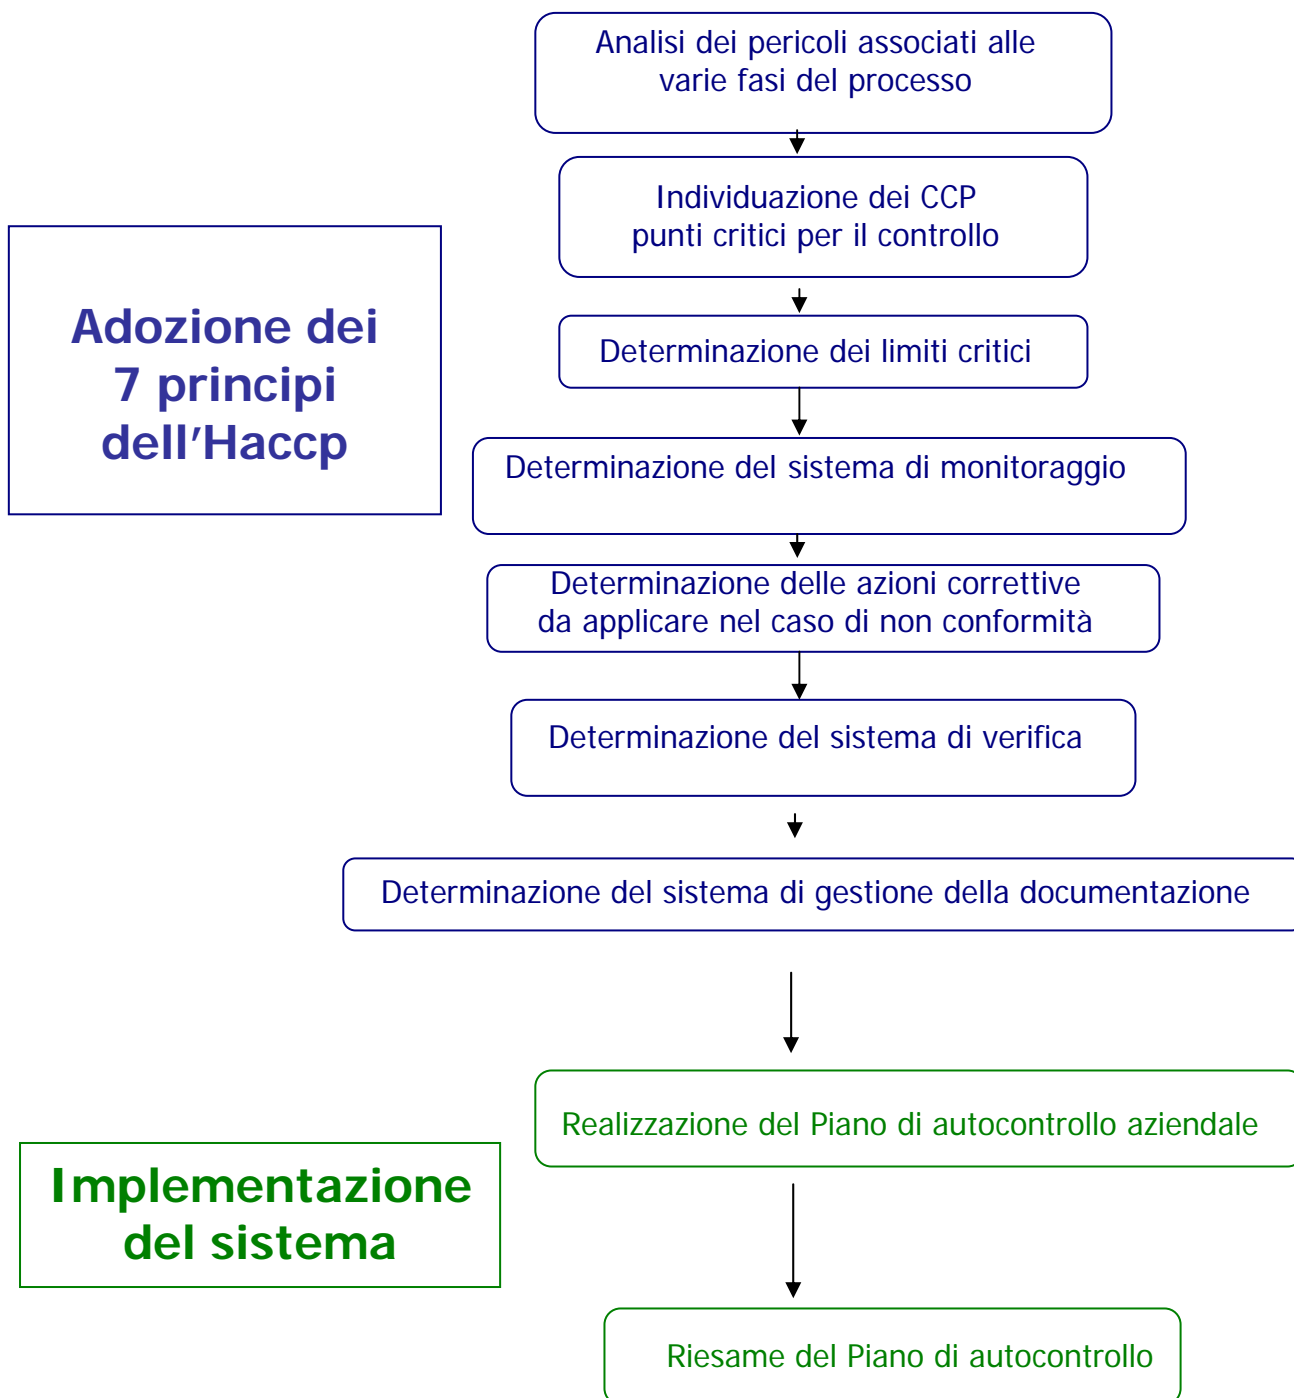 Analisi dei pericoli associati alle
varie fasi del processo
Individuazione dei CCP
punti critici per il controllo
Adozione dei
7 principi
dell'Haccp
Determinazione dei limiti critici
Determinazione del sistema di monitoraggio
Determinazione delle azioni correttive
da applicare nel caso di non conformità
Determinazione del sistema di verifica
Determinazione del sistema di gestione della documentazione
Realizzazione del Piano di autocontrollo aziendale
Implementazione
del sistema
Riesame del Piano di autocontrollo